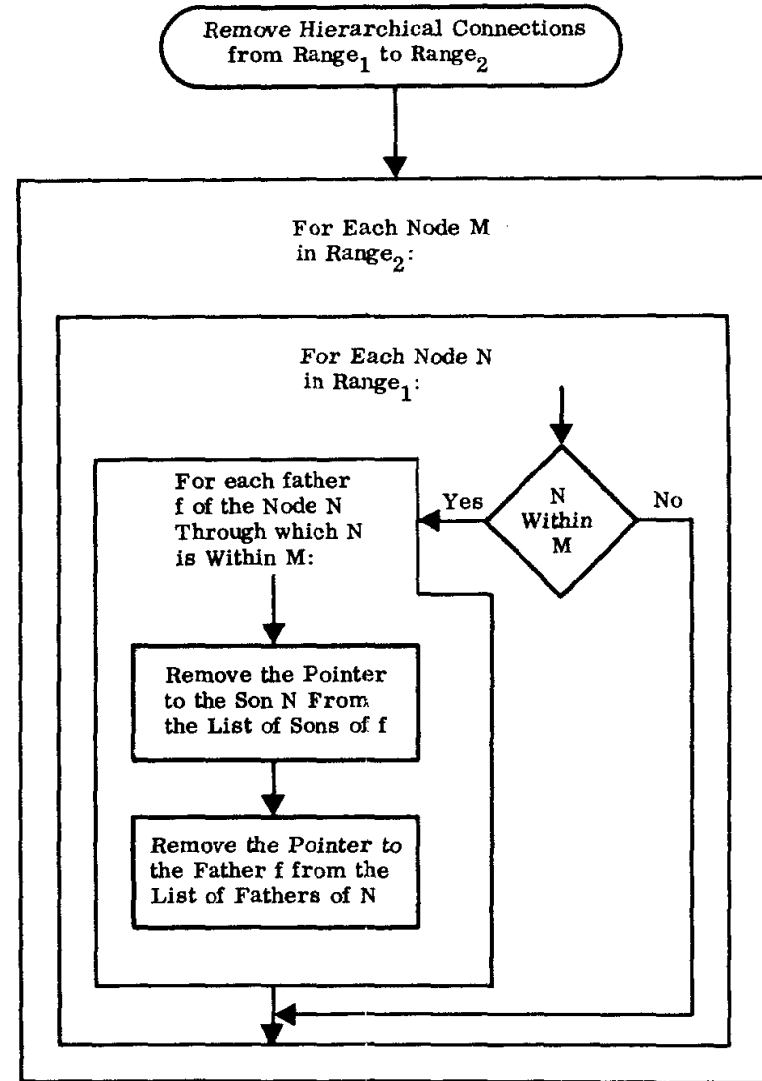 Remove Hierarchical Connections
from Range₁ to Range₂
For Each Node M
in Range₂:
For Each Node N
in Range₁:
For each father
f of the Node N
Through which N
is Within M:
Yes
N
Within
M
No
Remove the Pointer
to the Son N From
the List of Sons of f
Remove the Pointer to
the Father f from the
List of Fathers of N